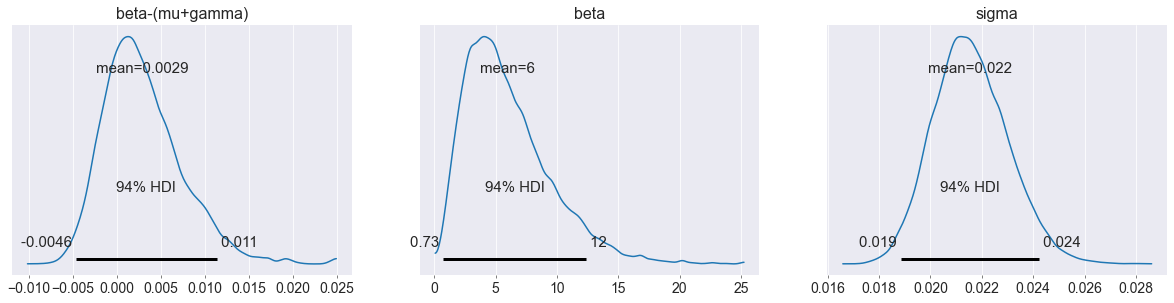 beta-(mu+gamma)
mean=0.0029
94% HDI
-0.0046 0.011
−0.010 −0.005 0.000 0.005 0.010 0.015 0.020 0.025
beta
mean=6
94% HDI
0.73 12
0 5 10 15 20 25
sigma
mean=0.022
94% HDI
0.019 0.024
0.016 0.018 0.020 0.022 0.024 0.026 0.028